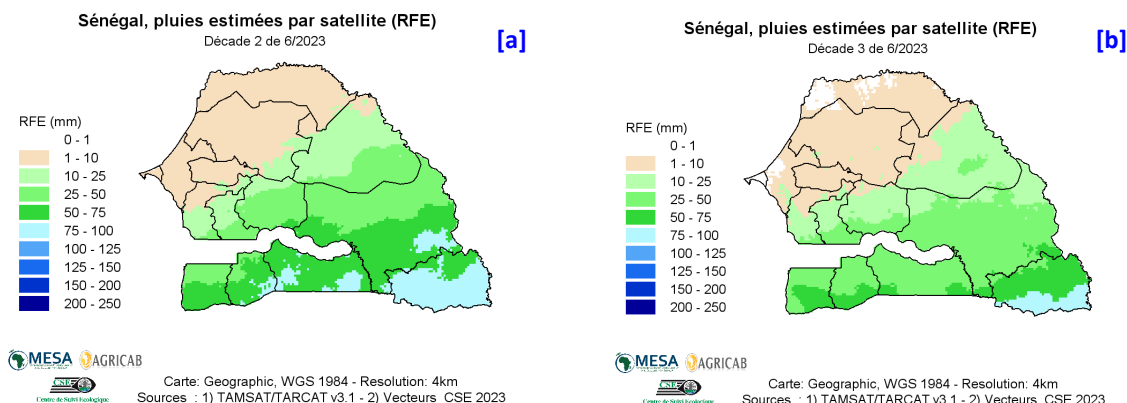 Sénégal, pluies estimées par satellite (RFE)
Décade 2 de 6/2023
[a]
RFE (mm)
0 - 1
1 - 10
10 - 25
25 - 50
50 - 75
75 - 100
100 - 125
125 - 150
150 - 200
200 - 250
MESA
AGRICAB
CSE
Centre de Suivi Ecologique
Carte: Geographic, WGS 1984 - Resolution: 4km
Sources : 1) TAMSAT/TARCAT v3.1 - 2) Vecteurs CSE 2023
Sénégal, pluies estimées par satellite (RFE)
Décade 3 de 6/2023
[b]
RFE (mm)
0 - 1
1 - 10
10 - 25
25 - 50
50 - 75
75 - 100
100 - 125
125 - 150
150 - 200
200 - 250
MESA
AGRICAB
CSE
Centre de Suivi Ecologique
Carte: Geographic, WGS 1984 - Resolution: 4km
Sources : 1) TAMSAT/TARCAT v3.1 - 2) Vecteurs CSE 2023